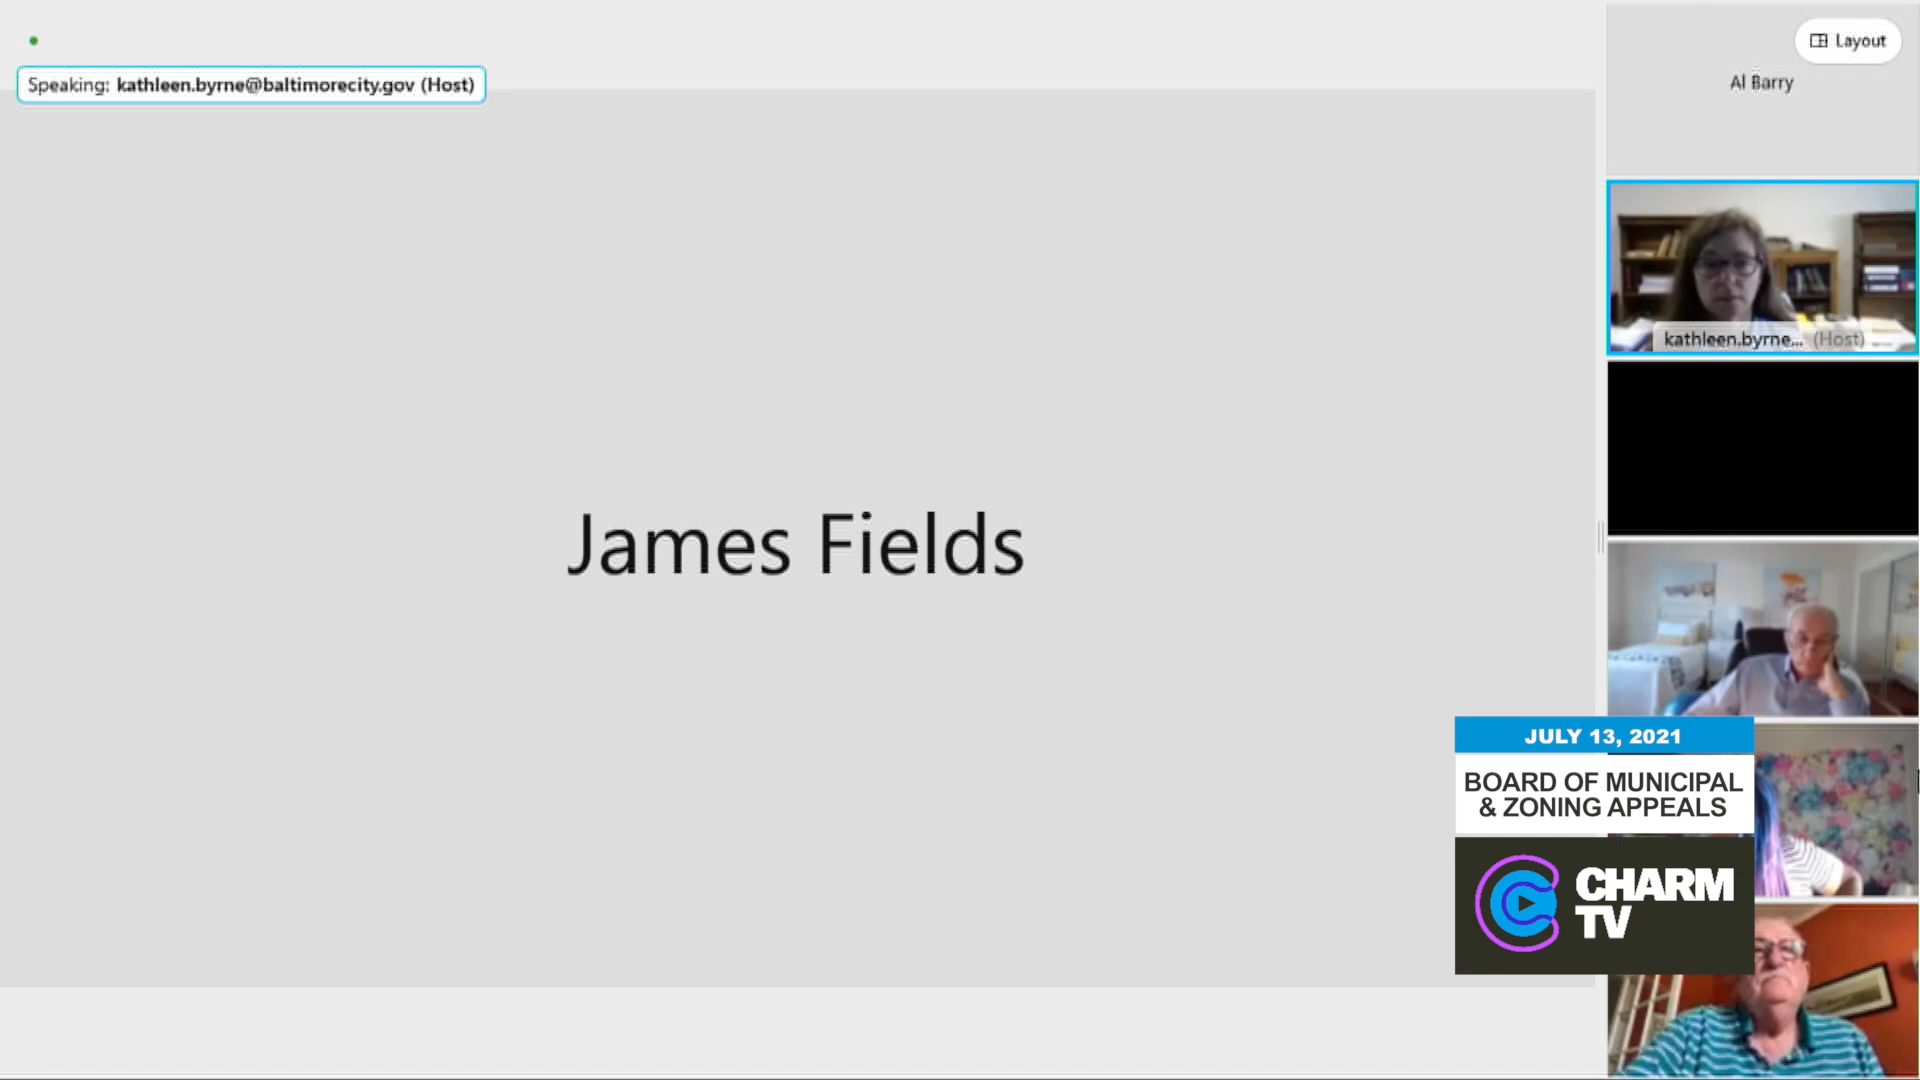 Layout
Al Barry
Speaking: kathleen.byrne@baltimorecity.gov (Host)
kathleen.byrne... (Host)
James Fields
JULY 13, 2021
BOARD OF MUNICIPAL
& ZONING APPEALS
CHARM
TV